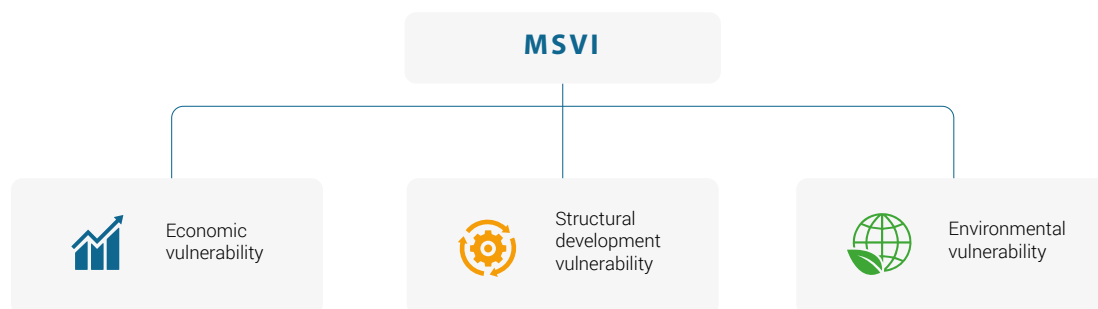 MSVI
Economic
vulnerability
Structural
development
vulnerability
Environmental
vulnerability